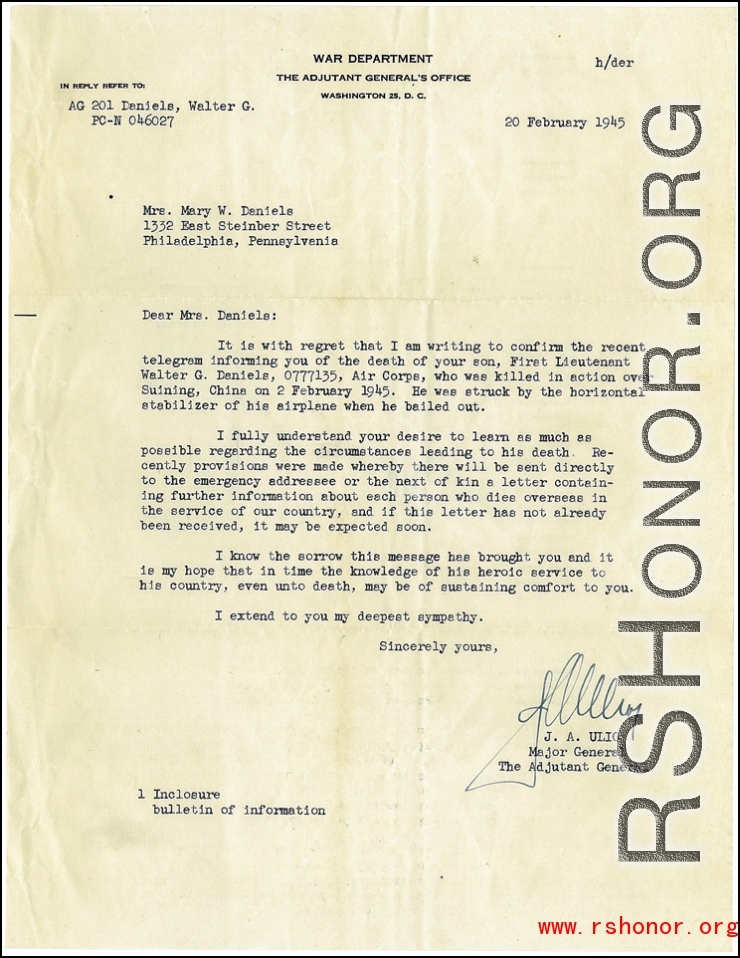 WAR DEPARTMENT
THE ADJUTANT GENERAL'S OFFICE
WASHINGTON 25, D. C.
h/der
IN REPLY REFER TO:
AG 201 Daniels, Walter G.
PC-N 046027
20 February 1945
Mrs. Mary W. Daniels
1332 East Steinber Street
Philadelphia, Pennsylvania
Dear Mrs. Daniels:
It is with regret that I am writing to confirm the recent
telegram informing you of the death of your son, First Lieutenant
Walter G. Daniels, 0777135, Air Corps, who was killed in action over
Suining, China on 2 February 1945. He was struck by the horizontal
stabilizer of his airplane when he bailed out.
I fully understand your desire to learn as much as
possible regarding the circumstances leading to his death. Re-
cently provisions were made whereby there will be sent directly
to the emergency addressee or the next of kin a letter contain-
ing further information about each person who dies overseas in
the service of our country, and if this letter has not already
been received, it may be expected soon.
I know the sorrow this message has brought you and it
is my hope that in time the knowledge of his heroic service to
his country, even unto death, may be of sustaining comfort to you.
I extend to you my deepest sympathy.
Sincerely yours,
J. A. ULIO
Major General
The Adjutant General
1 Inclosure
bulletin of information
RSHONOR.ORG
www.rshonor.org